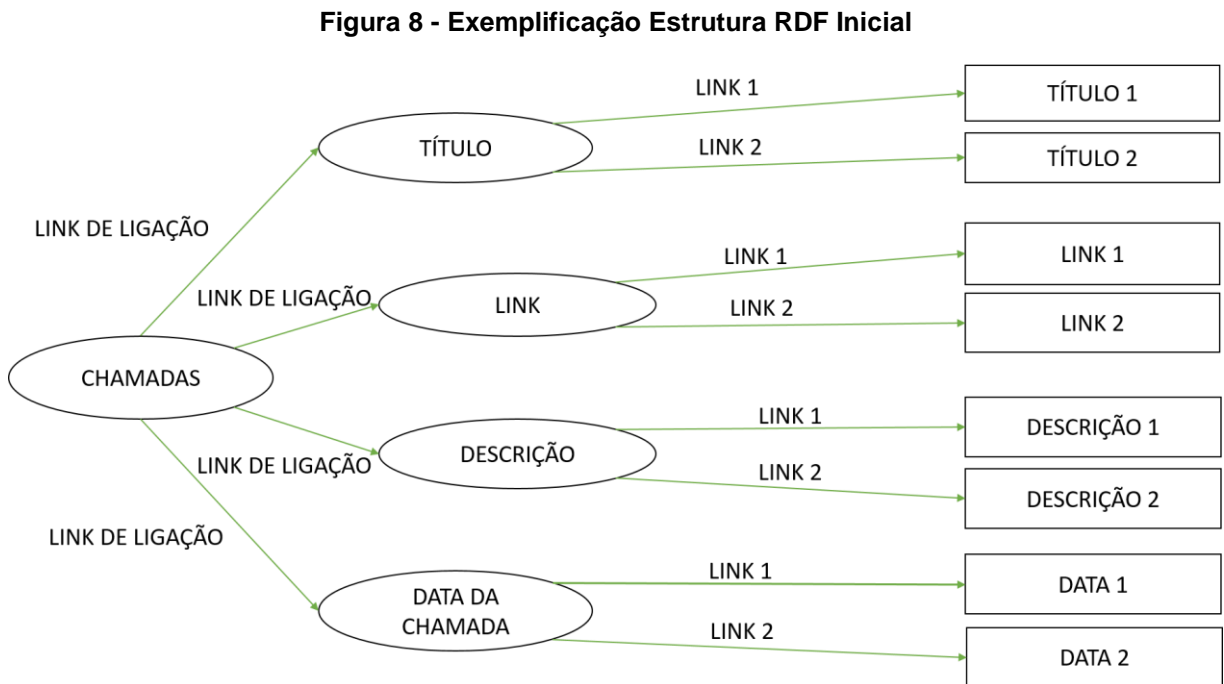 Figura 8 - Exemplificação Estrutura RDF Inicial
LINK 1
TÍTULO 1
TÍTULO
LINK 2
TÍTULO 2
LINK DE LIGAÇÃO
LINK 1
LINK 1
LINK DE LIGAÇÃO
LINK
LINK 2
LINK 2
CHAMADAS
LINK 1
DESCRIÇÃO 1
LINK DE LIGAÇÃO
DESCRIÇÃO
LINK 2
DESCRIÇÃO 2
LINK DE LIGAÇÃO
LINK 1
DATA 1
DATA DA
CHAMADA
LINK 2
DATA 2